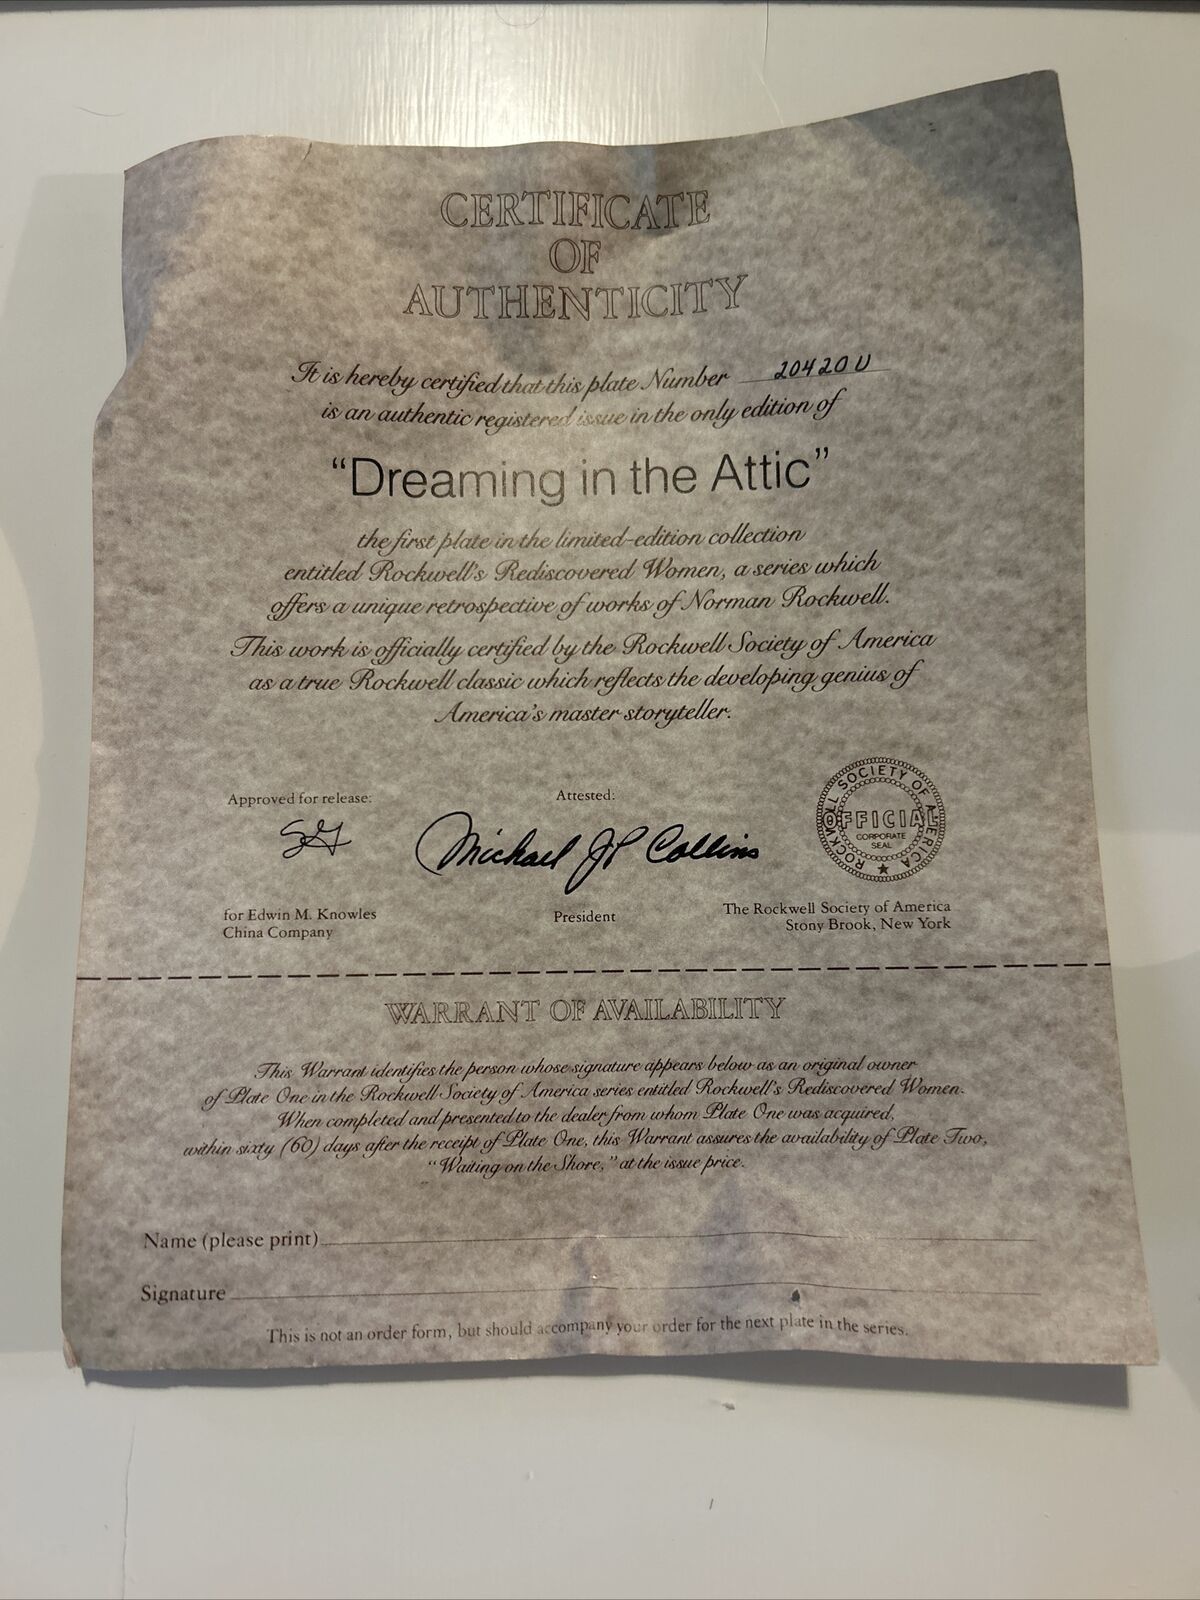 CERTIFICATE
OF
AUTHENTICITY
It is hereby certified that this plate Number 20420U
is an authentic registered issue in the only edition of
“Dreaming in the Attic”
the first plate in the limited-edition collection
entitled Rockwell's Rediscovered Women, a series which
offers a unique retrospective of works of Norman Rockwell.
This work is officially certified by the Rockwell Society of America
as a true Rockwell classic which reflects the developing genius of
America's master storyteller.
Approved for release:
SG
for Edwin M. Knowles
China Company
Attested:
Michael JP Collins
President
ROCKWELL SOCIETY OF AMERICA
OFFICIAL
CORPORATE
SEAL
The Rockwell Society of America
Stony Brook, New York
WARRANT OF AVAILABILITY
This Warrant identifies the person whose signature appears below as an original owner
of Plate One in the Rockwell Society of America series entitled Rockwell's Rediscovered Women.
When completed and presented to the dealer from whom Plate One was acquired,
within sixty (60) days after the receipt of Plate One, this Warrant assures the availability of Plate Two,
“Waiting on the Shore,” at the issue price.
Name (please print)
Signature
This is not an order form, but should accompany your order for the next plate in the series.